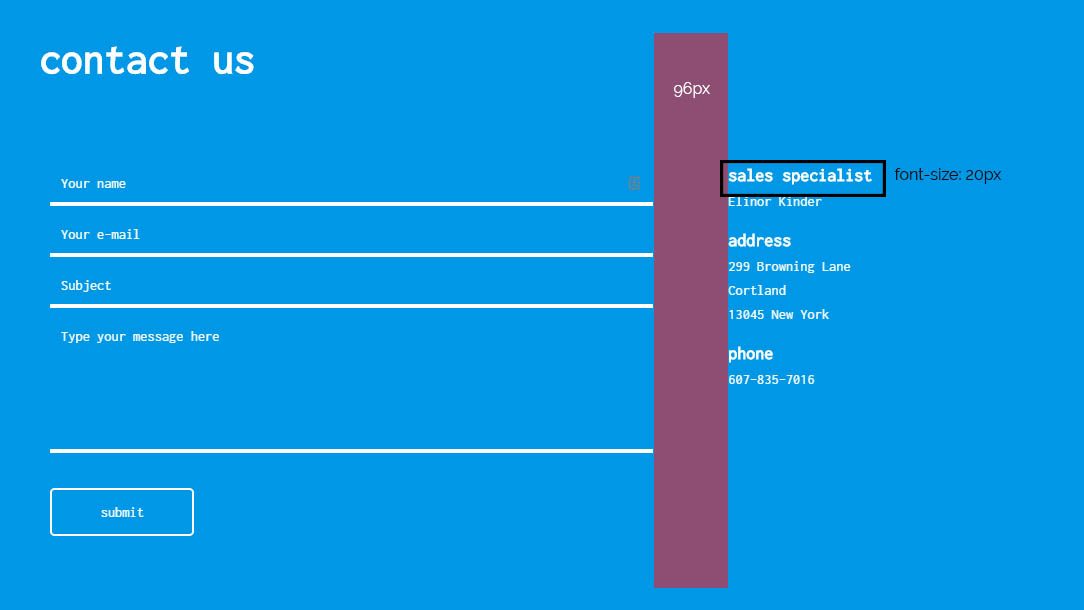 contact us
96px
Your name
Your e-mail
Subject
Type your message here
submit
sales specialist
font-size: 20px
Elinor Kinder
address
299 Browning Lane
Cortland
13045 New York
phone
607-835-7016